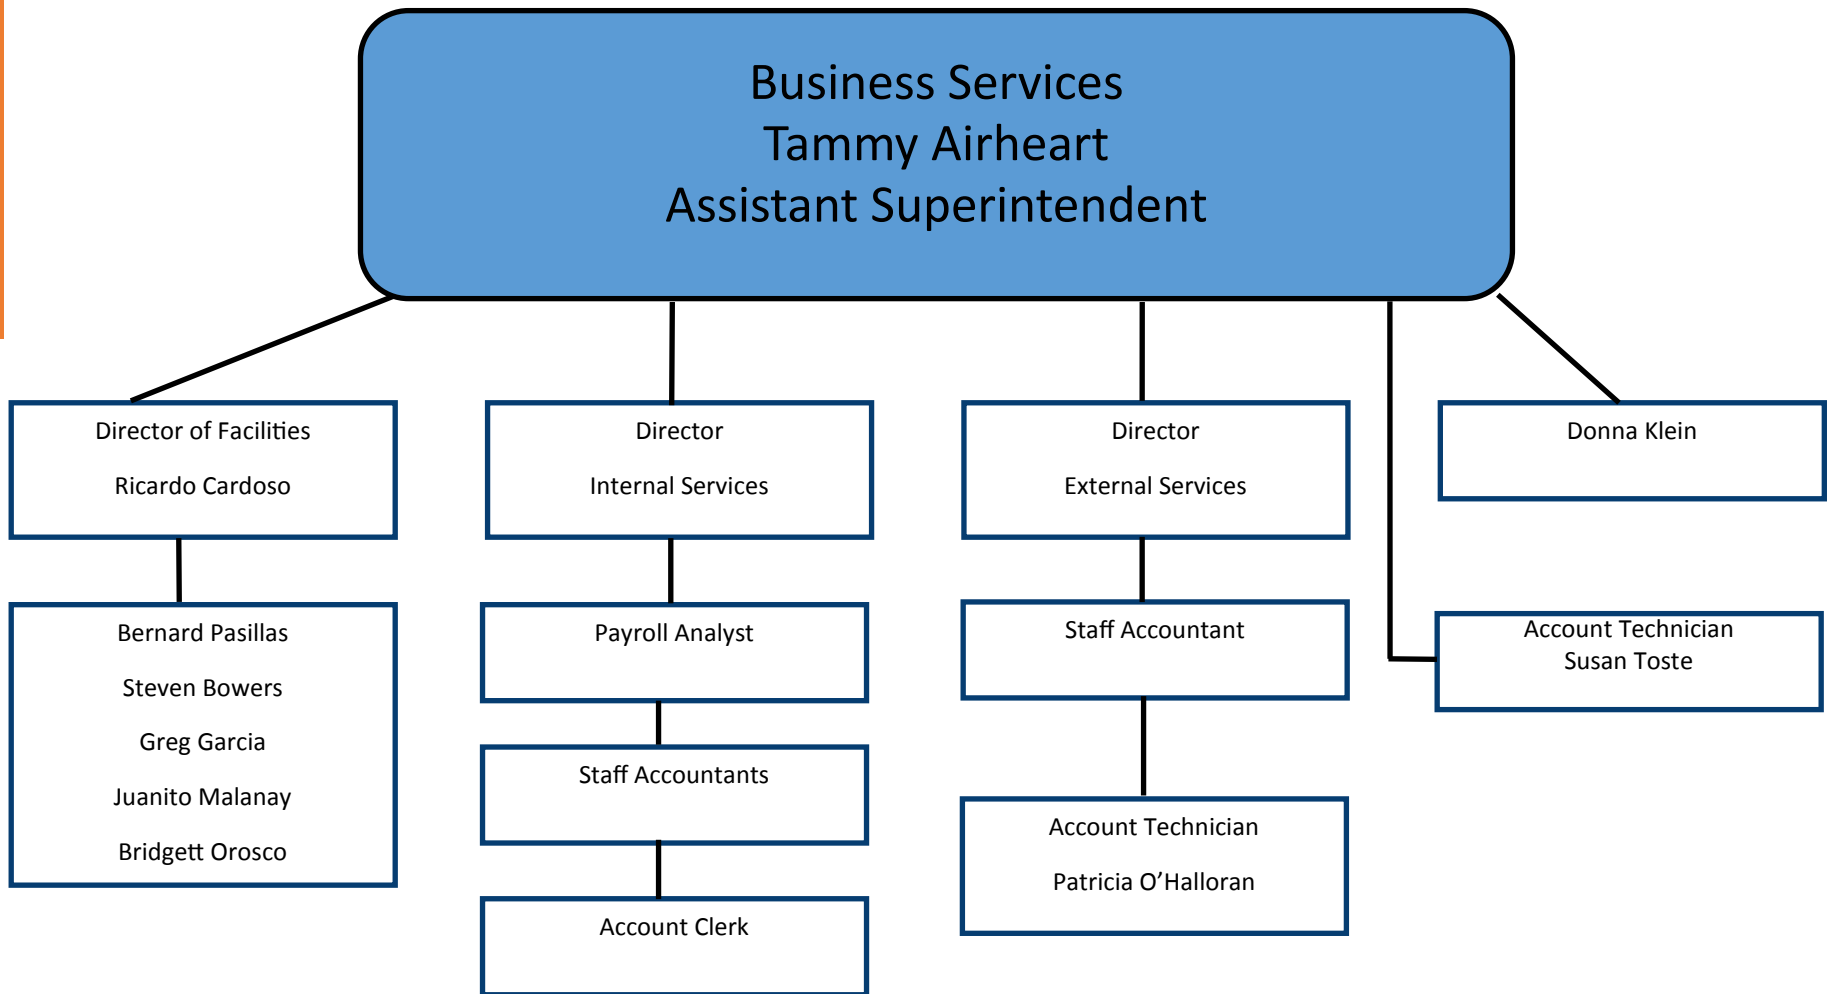 Business Services
Tammy Airheart
Assistant Superintendent
Director of Facilities
Ricardo Cardoso
Director
Internal Services
Director
External Services
Donna Klein
Bernard Pasillas
Steven Bowers
Greg Garcia
Juanito Malanay
Bridgett Orosco
Payroll Analyst
Staff Accountants
Account Clerk
Staff Accountant
Account Technician
Patricia O’Halloran
Account Technician
Susan Toste